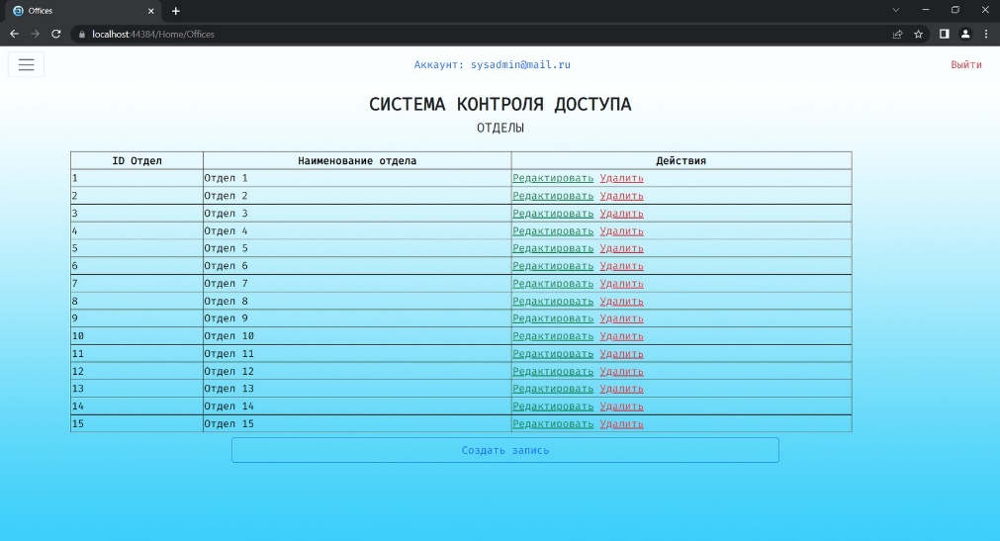 Offices
localhost:44384/Home/Offices
Аккаунт: sysadmin@mail.ru
Выйти
СИСТЕМА КОНТРОЛЯ ДОСТУПА
ОТДЕЛЫ
ID Отдел Наименование отдела Действия
1 Отдел 1 Редактировать Удалить
2 Отдел 2 Редактировать Удалить
3 Отдел 3 Редактировать Удалить
4 Отдел 4 Редактировать Удалить
5 Отдел 5 Редактировать Удалить
6 Отдел 6 Редактировать Удалить
7 Отдел 7 Редактировать Удалить
8 Отдел 8 Редактировать Удалить
9 Отдел 9 Редактировать Удалить
10 Отдел 10 Редактировать Удалить
11 Отдел 11 Редактировать Удалить
12 Отдел 12 Редактировать Удалить
13 Отдел 13 Редактировать Удалить
14 Отдел 14 Редактировать Удалить
15 Отдел 15 Редактировать Удалить
Создать запись